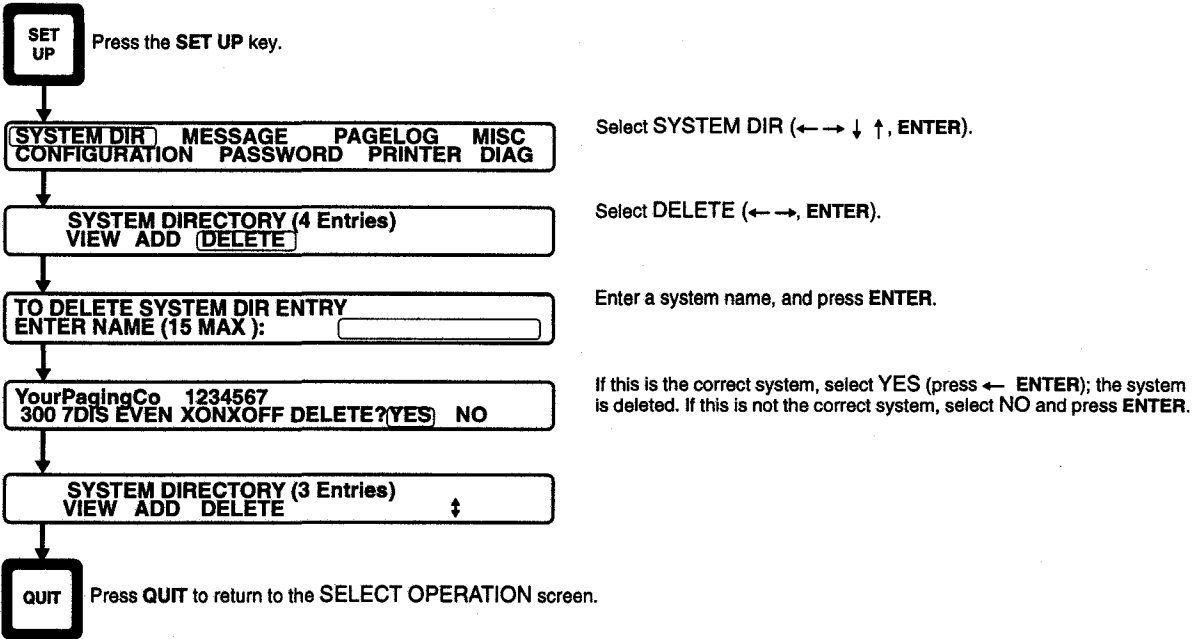 SET
UP
Press the SET UP key.
SYSTEM DIR MESSAGE PAGELOG MISC
CONFIGURATION PASSWORD PRINTER DIAG
Select SYSTEM DIR (← → ↓ ↑, ENTER).
SYSTEM DIRECTORY (4 Entries)
VIEW ADD DELETE
Select DELETE (← →, ENTER).
TO DELETE SYSTEM DIR ENTRY
ENTER NAME (15 MAX ):
Enter a system name, and press ENTER.
YourPagingCo 1234567
300 7DIS EVEN XONXOFF DELETE? YES NO
If this is the correct system, select YES (press ← ENTER); the system
is deleted. If this is not the correct system, select NO and press ENTER.
SYSTEM DIRECTORY (3 Entries)
VIEW ADD DELETE ↕
QUIT
Press QUIT to return to the SELECT OPERATION screen.